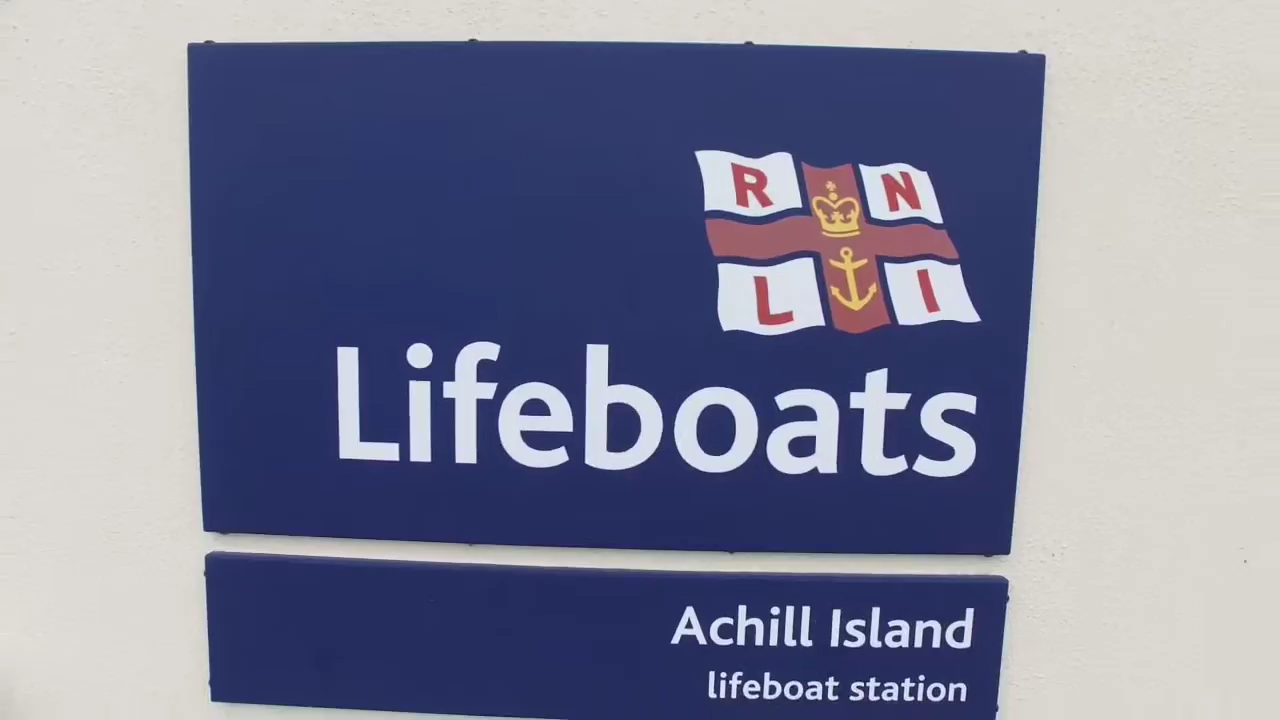 R N
L I
Lifeboats
Achill Island
lifeboat station